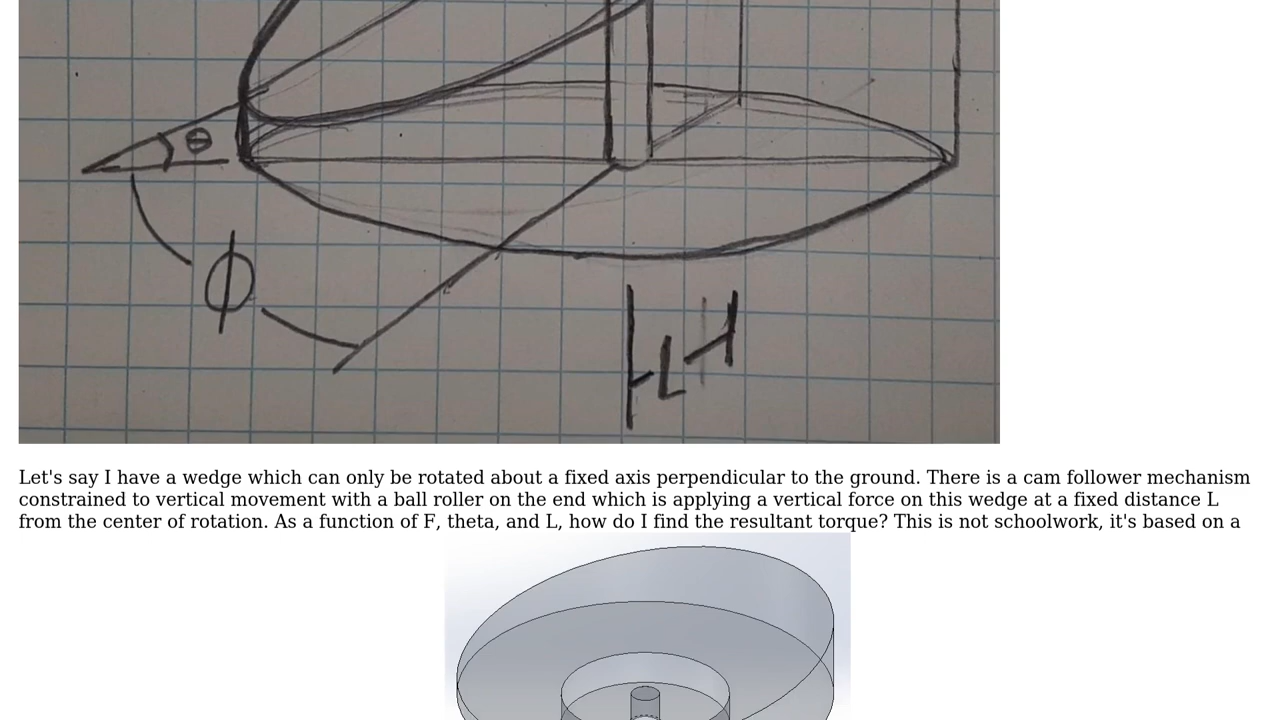 θ
ϕ
L
Let's say I have a wedge which can only be rotated about a fixed axis perpendicular to the ground. There is a cam follower mechanism
constrained to vertical movement with a ball roller on the end which is applying a vertical force on this wedge at a fixed distance L
from the center of rotation. As a function of F, theta, and L, how do I find the resultant torque? This is not schoolwork, it's based on a